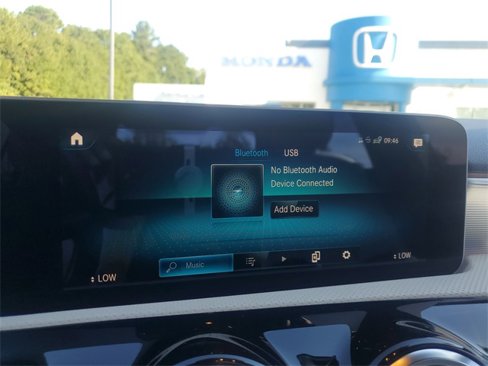 HONDA
09:46
Bluetooth USB
No Bluetooth Audio
Device Connected
Add Device
Music
LOW
LOW